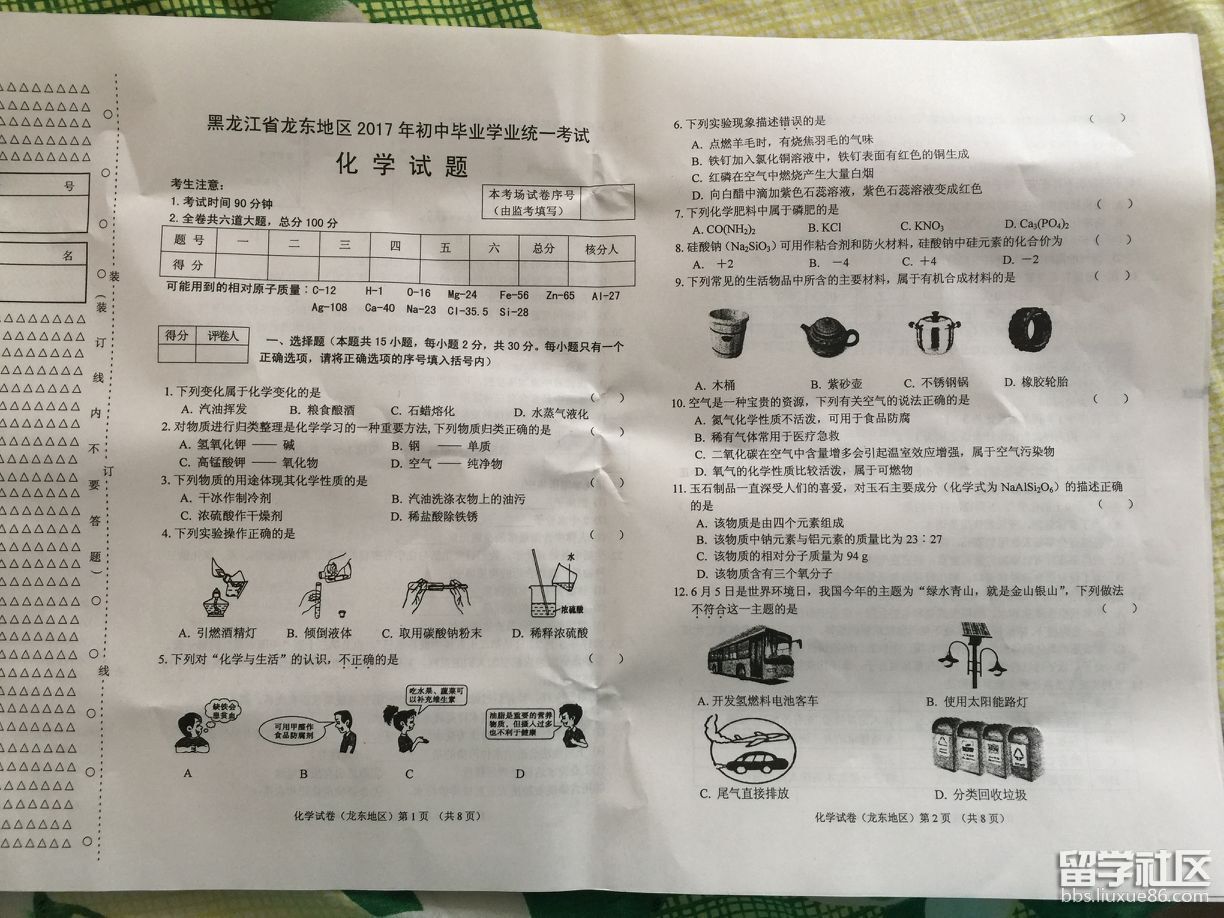 号
名
装
(装
订
线
内
不
订
要
答
题)
线
黑龙江省龙东地区 2017 年初中毕业学业统一考试
化 学 试 题
考生注意:
1. 考试时间 90 分钟
2. 全卷共六道大题,总分 100 分
本考场试卷序号
(由监考填写)
题 号 一 二 三 四 五 六 总分 核分人
得 分
可能用到的相对原子质量:C-12 H-1 O-16 Mg-24 Fe-56 Zn-65 Al-27
Ag-108 Ca-40 Na-23 Cl-35.5 Si-28
得分 评卷人
一、选择题(本题共 15 小题,每小题 2 分,共 30 分。每小题只有一个
正确选项,请将正确选项的序号填入括号内)
1. 下列变化属于化学变化的是 ( )
A. 汽油挥发 B. 粮食酿酒 C. 石蜡熔化 D. 水蒸气液化
2. 对物质进行归类整理是化学学习的一种重要方法,下列物质归类正确的是 ( )
A. 氢氧化钾 —— 碱 B. 钢 —— 单质
C. 高锰酸钾 —— 氧化物 D. 空气 —— 纯净物
3. 下列物质的用途体现其化学性质的是 ( )
A. 干冰作制冷剂 B. 汽油洗涤衣物上的油污
C. 浓硫酸作干燥剂 D. 稀盐酸除铁锈
4. 下列实验操作正确的是 ( )
水
浓硫酸
A. 引燃酒精灯 B. 倾倒液体 C. 取用碳酸钠粉末 D. 稀释浓硫酸
5. 下列对“化学与生活”的认识,不正确的是 ( )
缺铁会
患贫血
可用甲醛作
食品防腐剂
吃水果、蔬菜可
以补充维生素
油脂是重要的营养
物质,但摄入过多
也不利于健康
A B C D
化学试卷(龙东地区)第 1 页 (共 8 页)
6. 下列实验现象描述错误的是 ( )
A. 点燃羊毛时,有烧焦羽毛的气味
B. 铁钉加入氯化铜溶液中,铁钉表面有红色的铜生成
C. 红磷在空气中燃烧产生大量白烟
D. 向白醋中滴加紫色石蕊溶液,紫色石蕊溶液变成红色
7. 下列化学肥料中属于磷肥的是 ( )
A. CO(NH₂)₂ B. KCl C. KNO₃ D. Ca₃(PO₄)₂
8. 硅酸钠(Na₂SiO₃)可用作粘合剂和防火材料,硅酸钠中硅元素的化合价为 ( )
A. +2 B. -4 C. +4 D. -2
9. 下列常见的生活物品中所含的主要材料,属于有机合成材料的是 ( )
A. 木桶 B. 紫砂壶 C. 不锈钢锅 D. 橡胶轮胎
10. 空气是一种宝贵的资源,下列有关空气的说法正确的是 ( )
A. 氮气化学性质不活泼,可用于食品防腐
B. 稀有气体常用于医疗急救
C. 二氧化碳在空气中含量增多会引起温室效应增强,属于空气污染物
D. 氧气的化学性质比较活泼,属于可燃物
11. 玉石制品一直深受人们的喜爱,对玉石主要成分(化学式为 NaAlSi₂O₆)的描述正确
的是 ( )
A. 该物质是由四个元素组成
B. 该物质中钠元素与铝元素的质量比为 23∶27
C. 该物质的相对分子质量为 94 g
D. 该物质含有三个氧分子
12. 6 月 5 日是世界环境日,我国今年的主题为“绿水青山,就是金山银山”,下列做法
不符合这一主题的是 ( )
A. 开发氢燃料电池客车 B. 使用太阳能路灯
C. 尾气直接排放 D. 分类回收垃圾
化学试卷(龙东地区)第 2 页 (共 8 页)
留学社区
bbs.liuxue86.com